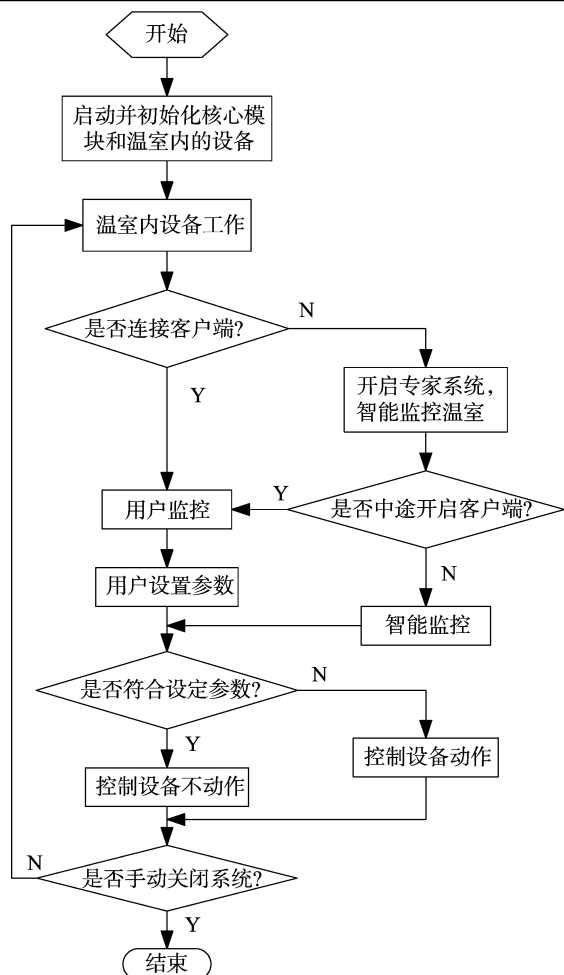 开始
启动并初始化核心模
块和温室内的设备
温室内设备工作
是否连接客户端?
N
Y
开启专家系统，
智能监控温室
是否中途开启客户端?
Y
用户监控
N
用户设置参数
智能监控
是否符合设定参数?
N
Y
控制设备动作
控制设备不动作
N
是否手动关闭系统?
Y
结束